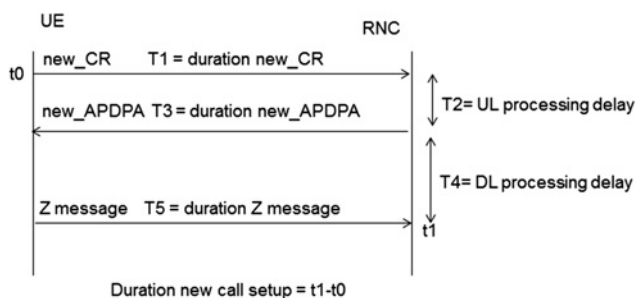 UE
RNC
t0
new_CR T1 = duration new_CR
T2= UL processing delay
new_APDPA T3 = duration new_APDPA
T4= DL processing delay
Z message T5 = duration Z message
t1
Duration new call setup = t1-t0